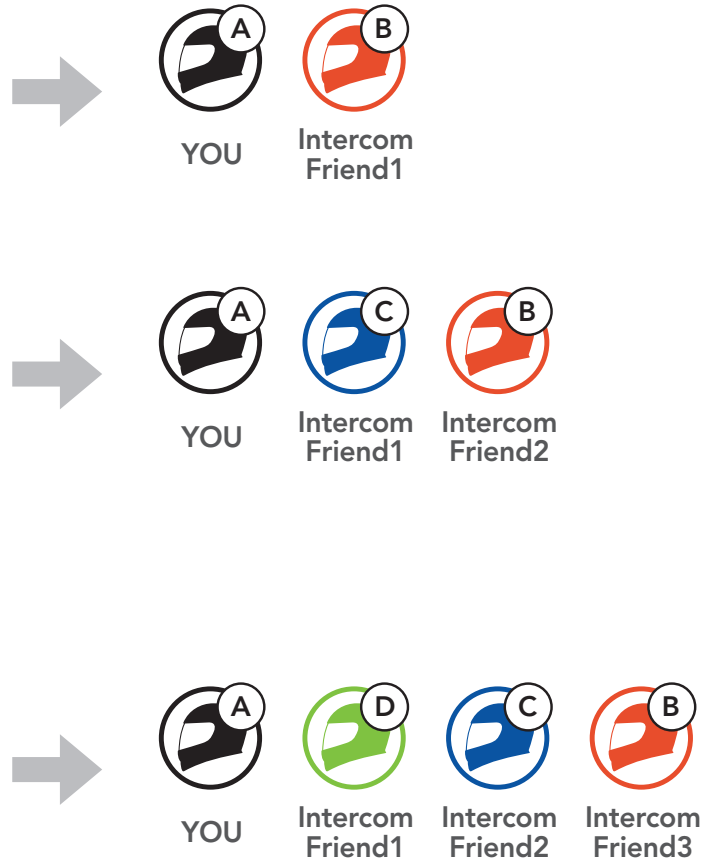 A B
YOU Intercom Friend1
A C B
YOU Intercom Friend1 Intercom Friend2
A D C B
YOU Intercom Friend1 Intercom Friend2 Intercom Friend3